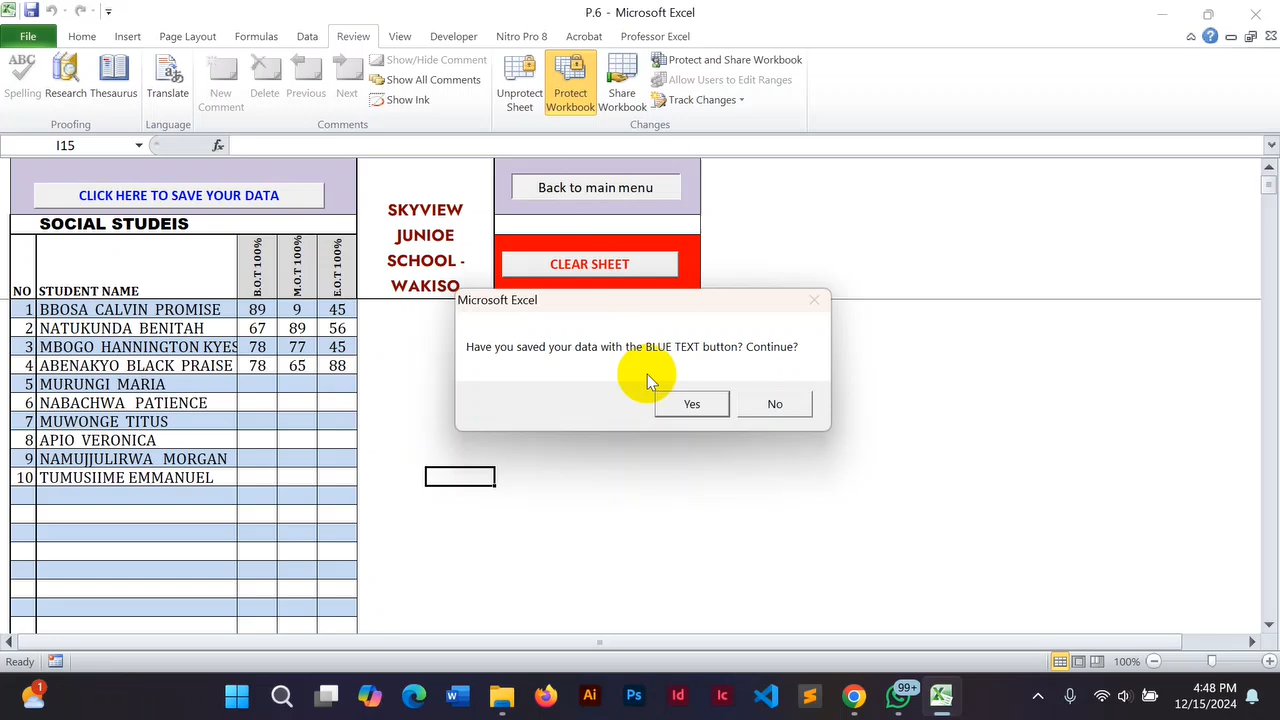 P.6 - Microsoft Excel
File Home Insert Page Layout Formulas Data Review View Developer Nitro Pro 8 Acrobat Professor Excel
ABC
Spelling Research Thesaurus Translate New Comment Delete Previous Next
Show/Hide Comment
Show All Comments
Show Ink
Unprotect Sheet Protect Workbook Share Workbook
Protect and Share Workbook
Allow Users to Edit Ranges
Track Changes
Proofing Language Comments Changes
I15 fx
CLICK HERE TO SAVE YOUR DATA
Back to main menu
SOCIAL STUDEIS
SKYVIEW
JUNIOE
SCHOOL -
WAKISO
CLEAR SHEET
NO STUDENT NAME B.O.T 100% M.O.T 100% E.O.T 100%
1 BBOSA CALVIN PROMISE 89 9 45
2 NATUKUNDA BENITAH 67 89 56
3 MBOGO HANNINGTON KYES 78 77 45
4 ABENAKYO BLACK PRAISE 78 65 88
5 MURUNGI MARIA
6 NABACHWA PATIENCE
7 MUWONGE TITUS
8 APIO VERONICA
9 NAMUJJULIRWA MORGAN
10 TUMUSIIME EMMANUEL
Microsoft Excel
Have you saved your data with the BLUE TEXT button? Continue?
Yes No
Ready 100%
1 Ai Ps Id Ic 99+
4:48 PM
12/15/2024